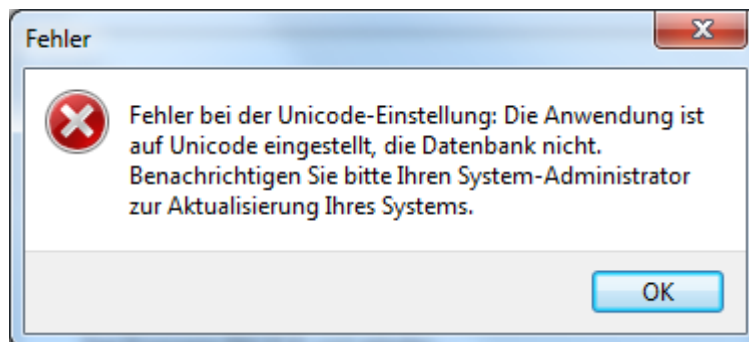 Fehler
Fehler bei der Unicode-Einstellung: Die Anwendung ist
auf Unicode eingestellt, die Datenbank nicht.
Benachrichtigen Sie bitte Ihren System-Administrator
zur Aktualisierung Ihres Systems.
OK